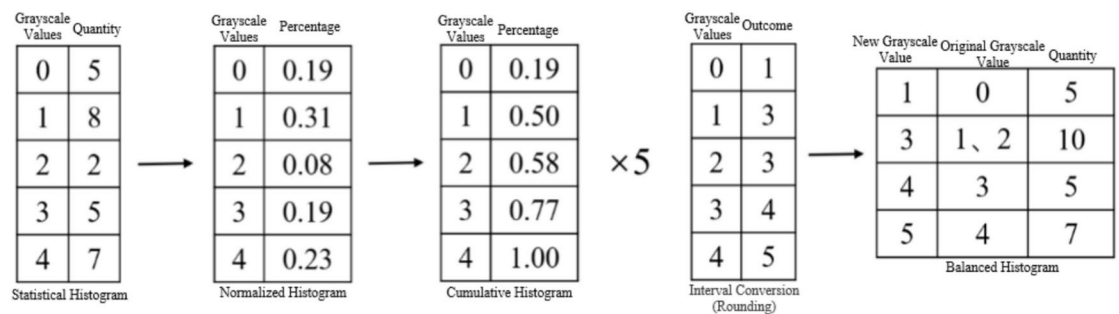 Grayscale Values Quantity
0 5
1 8
2 2
3 5
4 7
Statistical Histogram
Grayscale Values Percentage
0 0.19
1 0.31
2 0.08
3 0.19
4 0.23
Normalized Histogram
Grayscale Values Percentage
0 0.19
1 0.50
2 0.58
3 0.77
4 1.00
Cumulative Histogram
×5
Grayscale Values Outcome
0 1
1 3
2 3
3 4
4 5
Interval Conversion
(Rounding)
New Grayscale Value Original Grayscale Value Quantity
1 0 5
3 1、2 10
4 3 5
5 4 7
Balanced Histogram